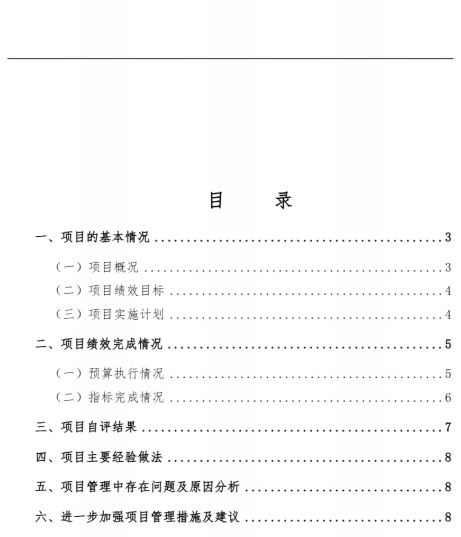 目 录
一、项目的基本情况 ............................................ 3
（一）项目概况 ............................................ 3
（二）项目绩效目标 ........................................ 4
（三）项目实施计划 ........................................ 4
二、项目绩效完成情况 ........................................ 5
（一）预算执行情况 ........................................ 5
（二）指标完成情况 ........................................ 6
三、项目自评结果 ............................................ 7
四、项目主要经验做法 ........................................ 8
五、项目管理中存在问题及原因分析 ............................ 8
六、进一步加强项目管理措施及建议 ............................ 8